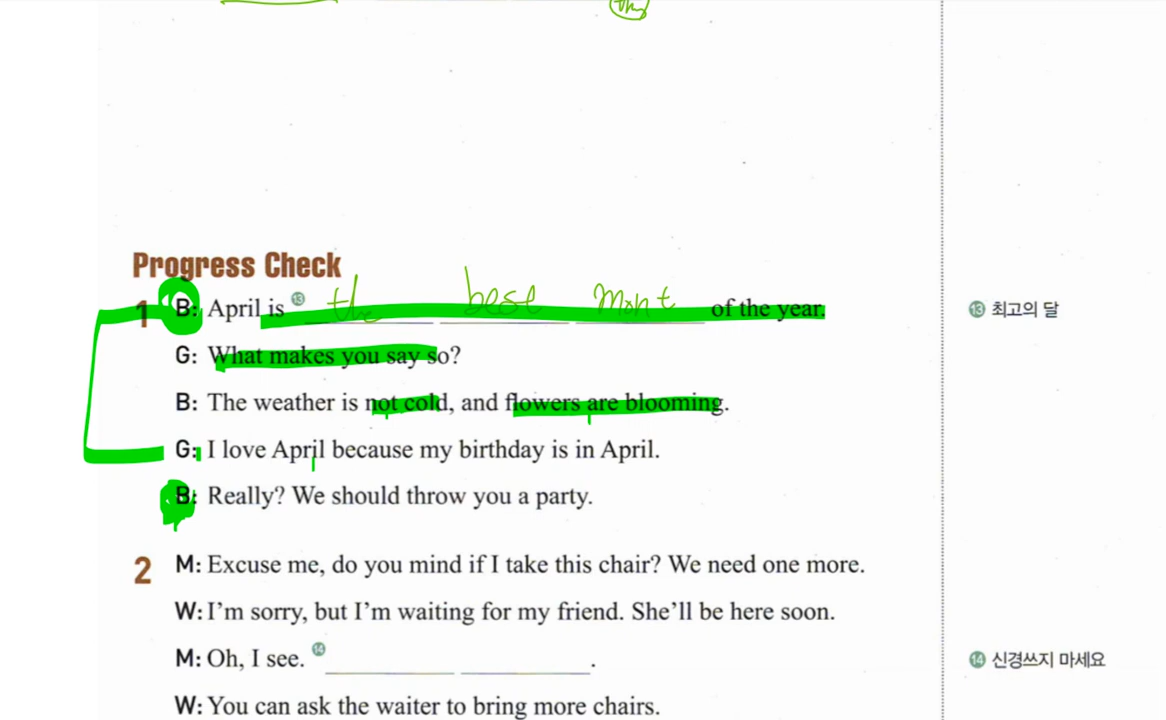 thy
Progress Check
1 B: April is ⑬ the best mont of the year.
⑬ 최고의 달
G: What makes you say so?
B: The weather is not cold, and flowers are blooming.
G: I love April because my birthday is in April.
B: Really? We should throw you a party.
2 M: Excuse me, do you mind if I take this chair? We need one more.
W: I'm sorry, but I'm waiting for my friend. She'll be here soon.
M: Oh, I see. ⑭ ________ ________.
⑭ 신경쓰지 마세요
W: You can ask the waiter to bring more chairs.